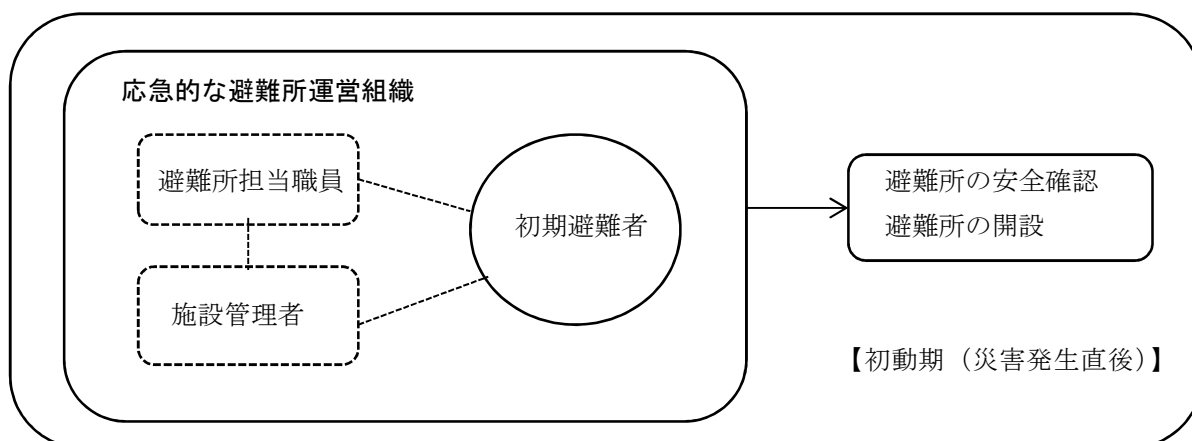 応急的な避難所運営組織
避難所担当職員
初期避難者
施設管理者
避難所の安全確認
避難所の開設
【初動期（災害発生直後）】